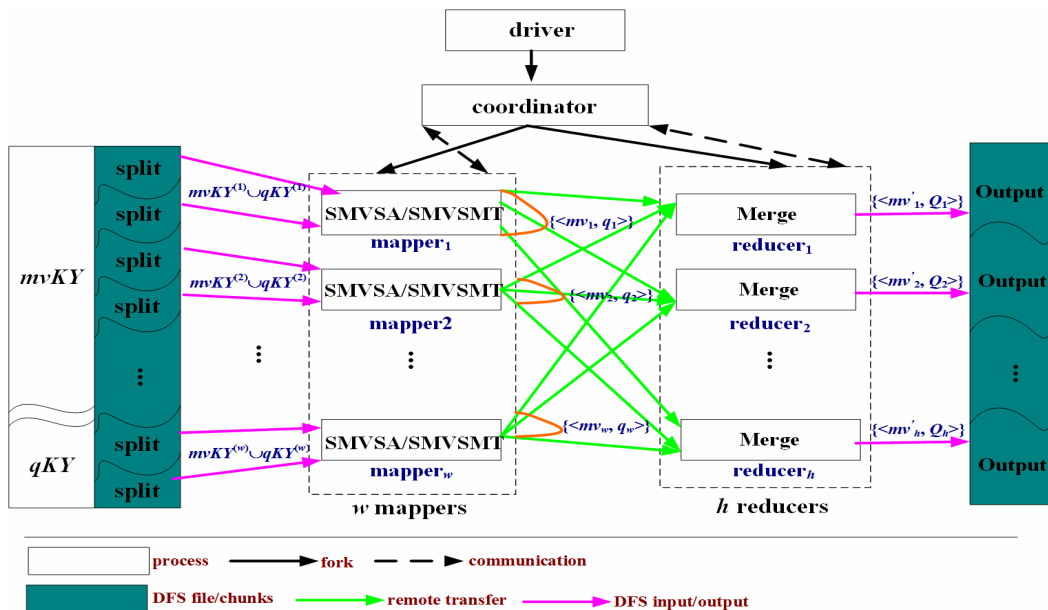 driver
coordinator
mvKY
qKY
split
split
split
split
⋮
split
split
mvKY(1)∪qKY(1)
mvKY(2)∪qKY(2)
⋮
mvKY(w)∪qKY(w)
SMVSA/SMVSMT
mapper1
SMVSA/SMVSMT
mapper2
⋮
SMVSA/SMVSMT
mapperw
w mappers
{<mv1, q1>}
{<mv2, q2>}
{<mvw, qw>}
Merge
reducer1
Merge
reducer2
⋮
Merge
reducerh
h reducers
{<mv'1, Q1>}
{<mv'2, Q2>}
{<mv'h, Qh>}
Output
Output
⋮
Output
process fork communication
DFS file/chunks remote transfer DFS input/output